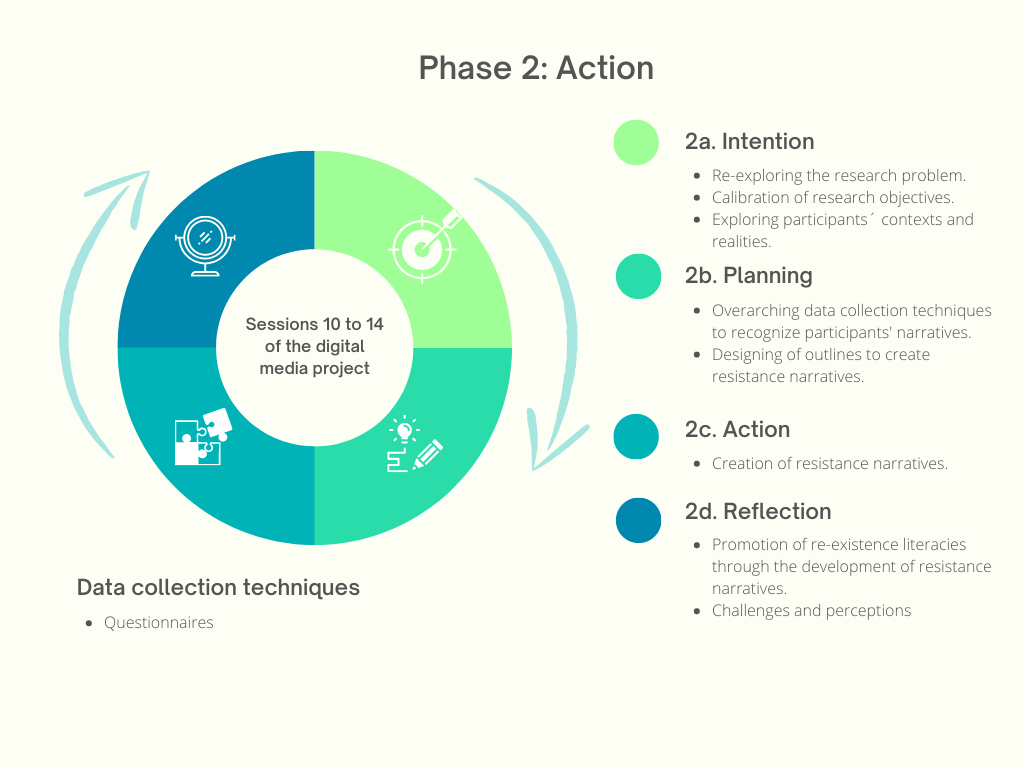 Phase 2: Action
Sessions 10 to 14
of the digital
media project
2a. Intention
• Re-exploring the research problem.
• Calibration of research objectives.
• Exploring participants´ contexts and
realities.
2b. Planning
• Overarching data collection techniques
to recognize participants' narratives.
• Designing of outlines to create
resistance narratives.
2c. Action
• Creation of resistance narratives.
2d. Reflection
• Promotion of re-existence literacies
through the development of resistance
narratives.
• Challenges and perceptions
Data collection techniques
• Questionnaires